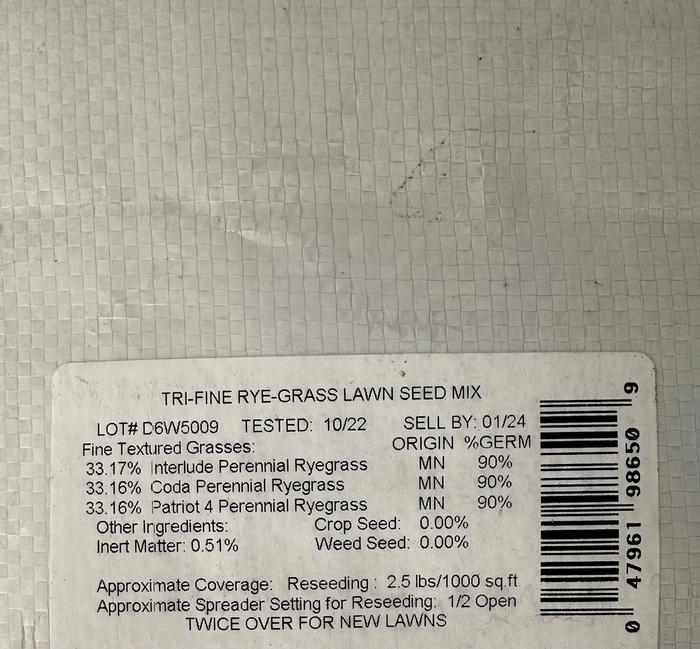 TRI-FINE RYE-GRASS LAWN SEED MIX
LOT# D6W5009 TESTED: 10/22 SELL BY: 01/24
Fine Textured Grasses: ORIGIN %GERM
33.17% Interlude Perennial Ryegrass MN 90%
33.16% Coda Perennial Ryegrass MN 90%
33.16% Patriot 4 Perennial Ryegrass MN 90%
Other Ingredients: Crop Seed: 0.00%
Inert Matter: 0.51% Weed Seed: 0.00%
Approximate Coverage: Reseeding : 2.5 lbs/1000 sq.ft.
Approximate Spreader Setting for Reseeding: 1/2 Open
TWICE OVER FOR NEW LAWNS
0 47961 98650 9